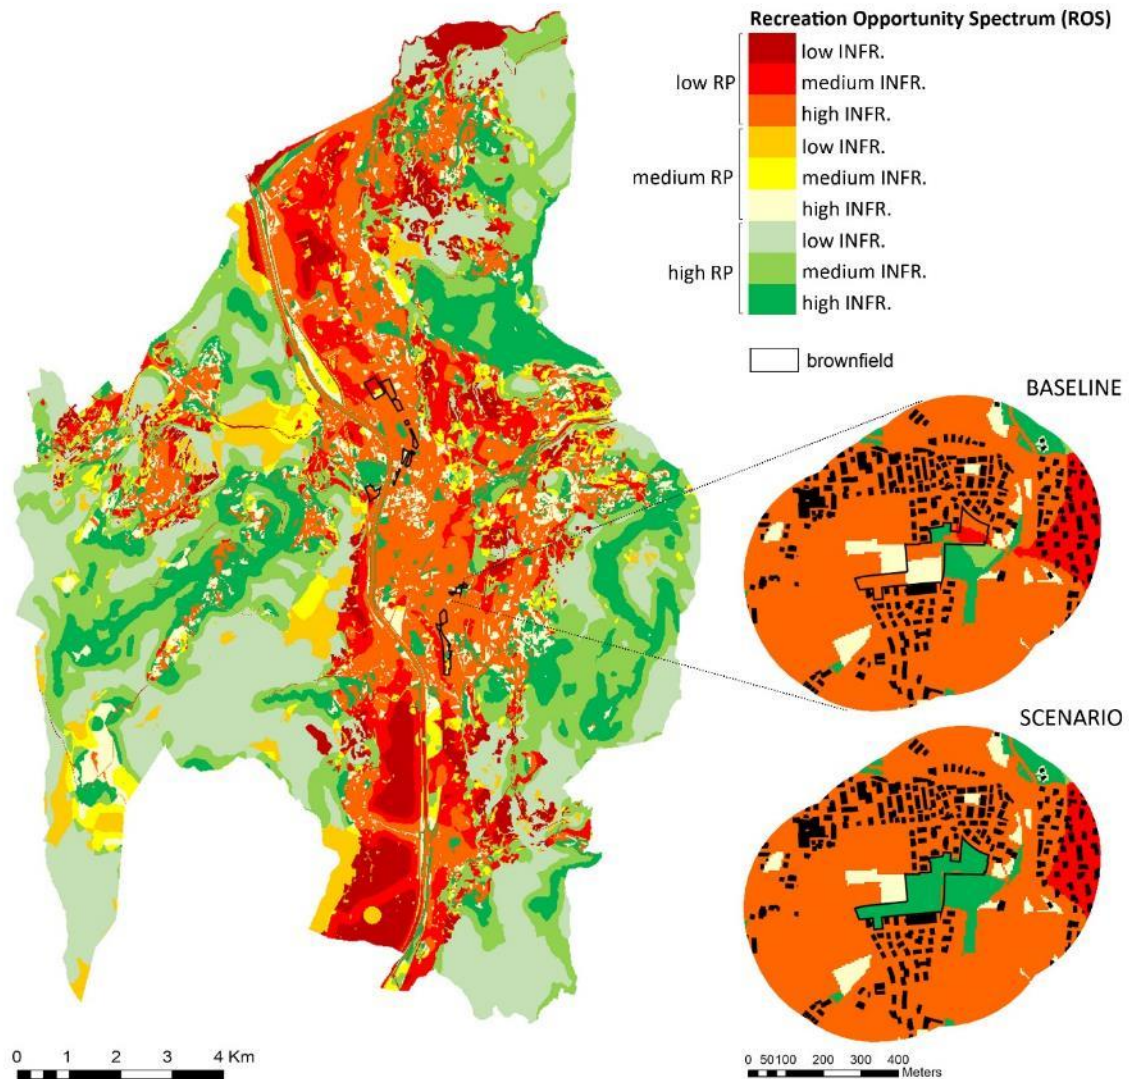 Recreation Opportunity Spectrum (ROS)
low RP
low INFR.
medium INFR.
high INFR.
medium RP
low INFR.
medium INFR.
high INFR.
high RP
low INFR.
medium INFR.
high INFR.
brownfield
BASELINE
SCENARIO
0 1 2 3 4 Km
0 50 100 200 300 400
Meters